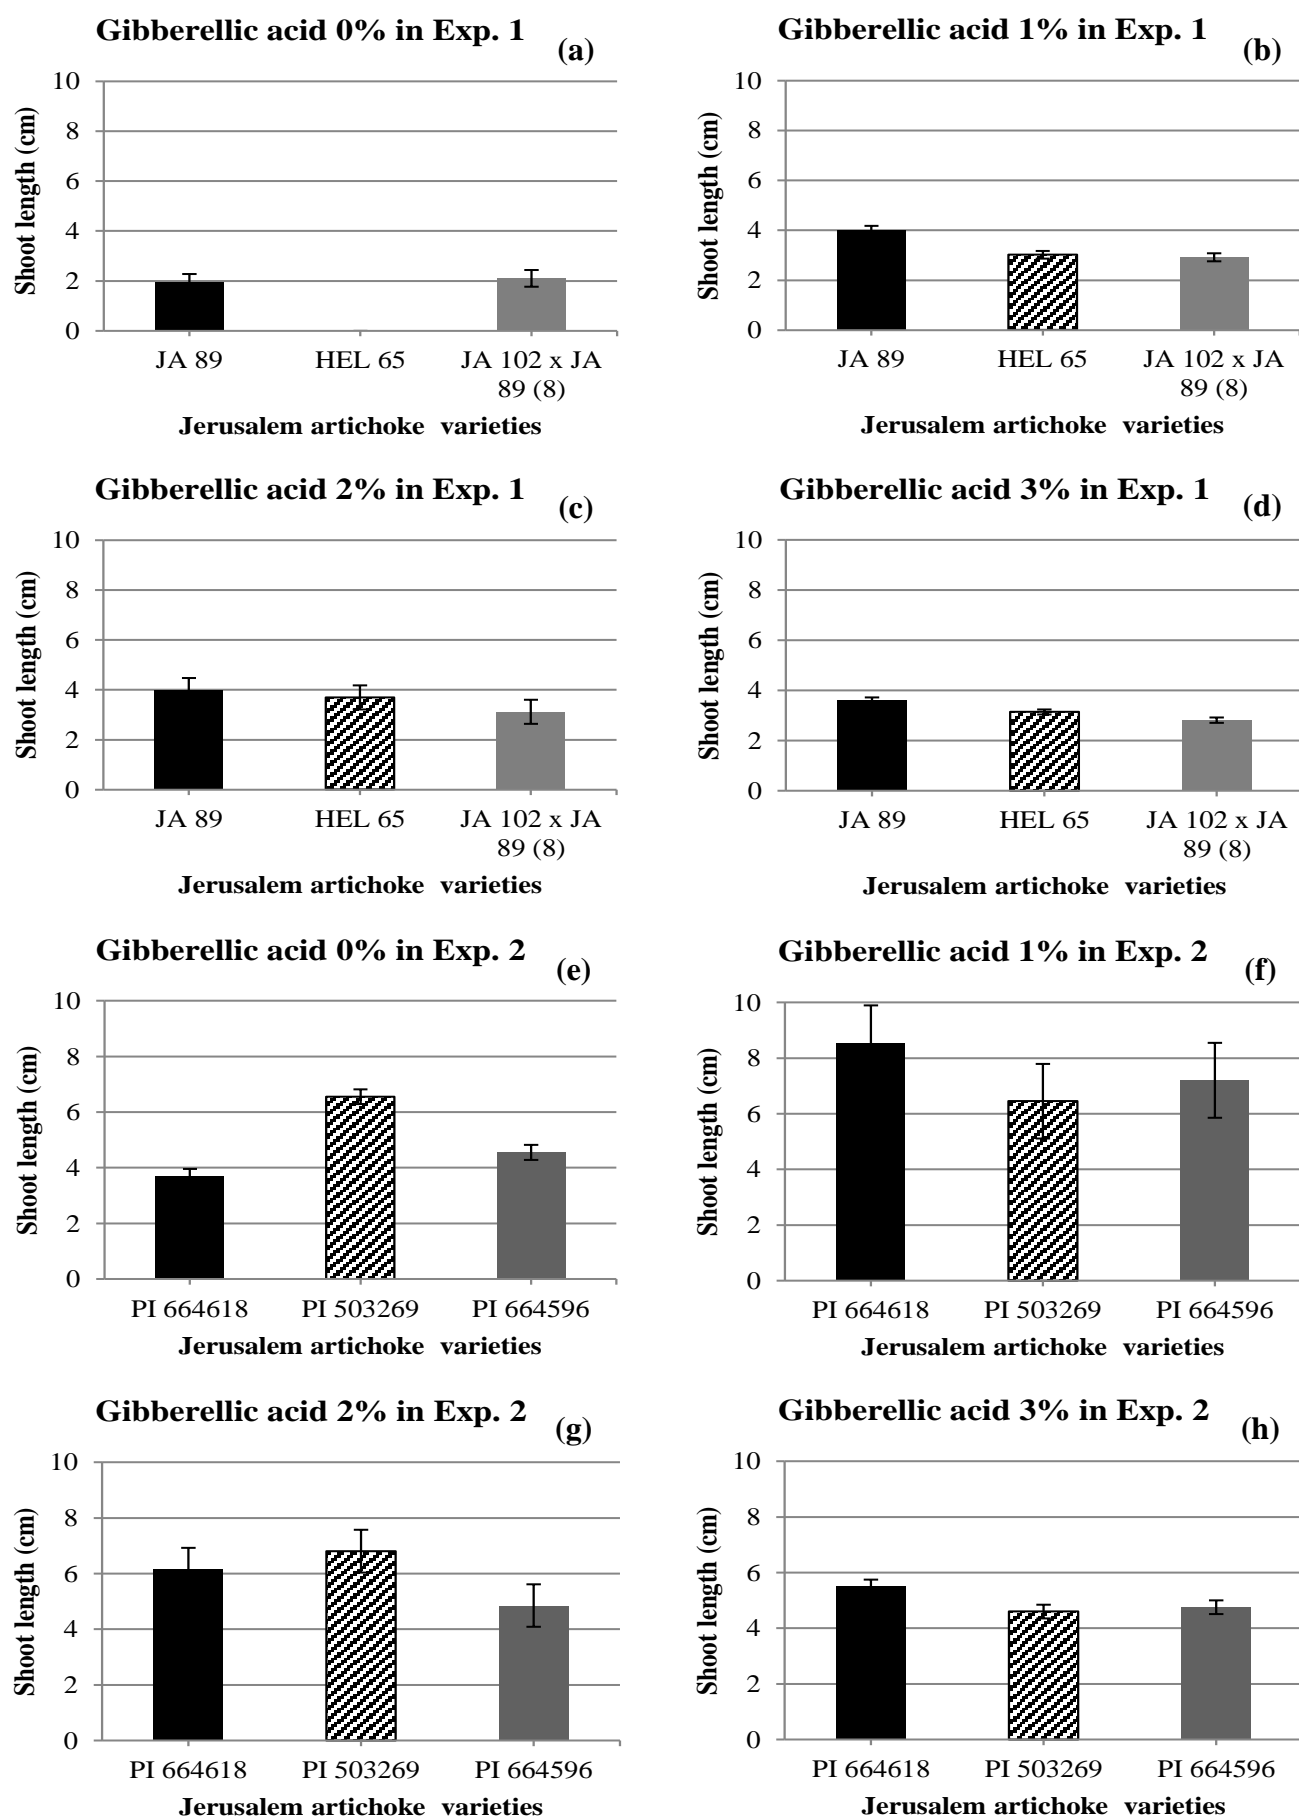 Gibberellic acid 0% in Exp. 1
(a)
10
8
6
4
2
0
Shoot length (cm)
JA 89
HEL 65
JA 102 x JA
89 (8)
Jerusalem artichoke varieties
Gibberellic acid 1% in Exp. 1
(b)
10
8
6
4
2
0
Shoot length (cm)
JA 89
HEL 65
JA 102 x JA
89 (8)
Jerusalem artichoke varieties
Gibberellic acid 2% in Exp. 1
(c)
10
8
6
4
2
0
Shoot length (cm)
JA 89
HEL 65
JA 102 x JA
89 (8)
Jerusalem artichoke varieties
Gibberellic acid 3% in Exp. 1
(d)
10
8
6
4
2
0
Shoot length (cm)
JA 89
HEL 65
JA 102 x JA
89 (8)
Jerusalem artichoke varieties
Gibberellic acid 0% in Exp. 2
(e)
10
8
6
4
2
0
Shoot length (cm)
PI 664618
PI 503269
PI 664596
Jerusalem artichoke varieties
Gibberellic acid 1% in Exp. 2
(f)
10
8
6
4
2
0
Shoot length (cm)
PI 664618
PI 503269
PI 664596
Jerusalem artichoke varieties
Gibberellic acid 2% in Exp. 2
(g)
10
8
6
4
2
0
Shoot length (cm)
PI 664618
PI 503269
PI 664596
Jerusalem artichoke varieties
Gibberellic acid 3% in Exp. 2
(h)
10
8
6
4
2
0
Shoot length (cm)
PI 664618
PI 503269
PI 664596
Jerusalem artichoke varieties